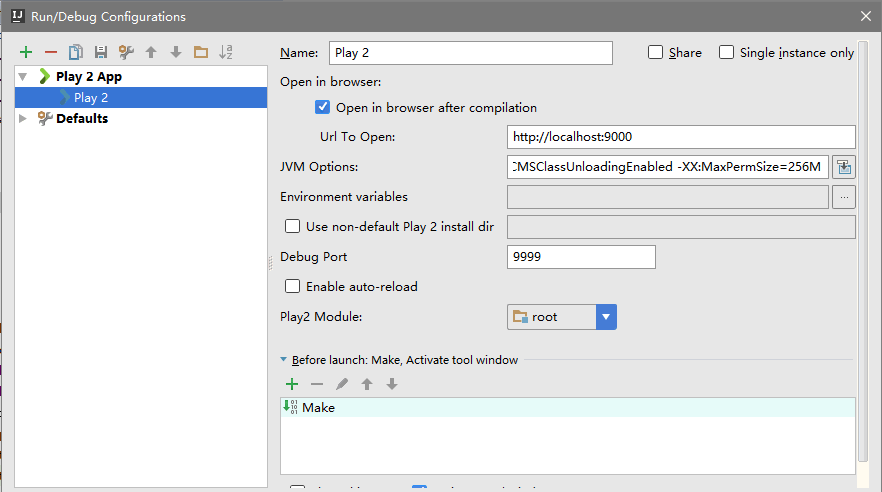 Run/Debug Configurations
Name: Play 2 Share Single instance only
Play 2 App
Play 2
Defaults
Open in browser:
Open in browser after compilation
Url To Open: http://localhost:9000
JVM Options: CMSClassUnloadingEnabled -XX:MaxPermSize=256M
Environment variables ...
Use non-default Play 2 install dir
Debug Port 9999
Enable auto-reload
Play2 Module: root
Before launch: Make, Activate tool window
Make